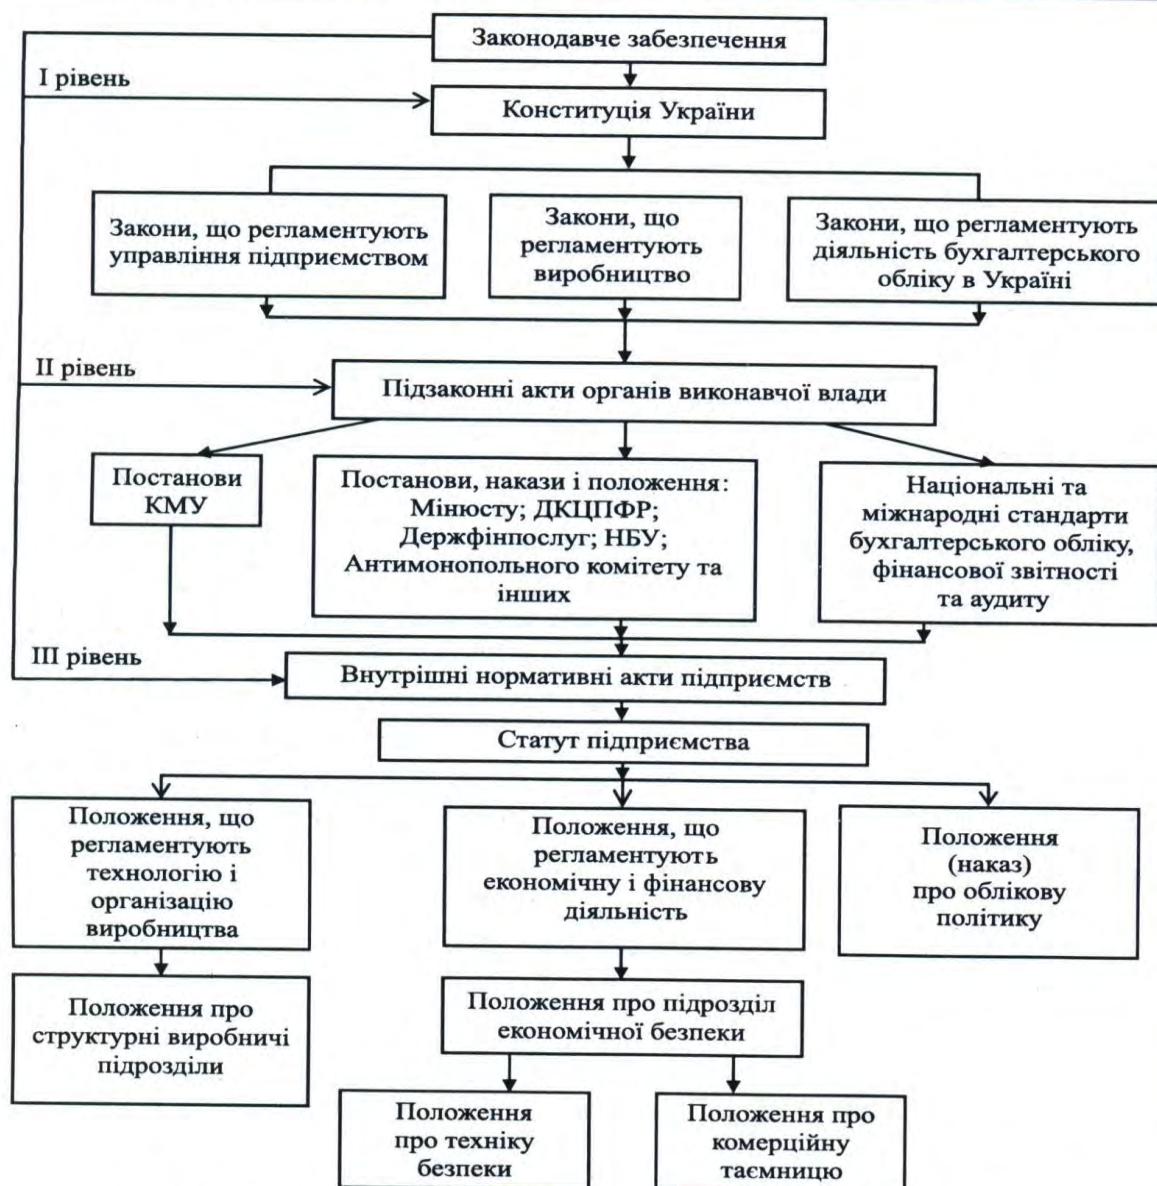 Законодавче забезпечення
І рівень
Конституція України
Закони, що регламентують
управління підприємством
Закони, що
регламентують
виробництво
Закони, що регламентують
діяльність бухгалтерського
обліку в Україні
ІІ рівень
Підзаконні акти органів виконавчої влади
Постанови
КМУ
Постанови, накази і положення:
Мінюсту; ДКЦПФР;
Держфінпослуг; НБУ;
Антимонопольного комітету та
інших
Національні та
міжнародні стандарти
бухгалтерського обліку,
фінансової звітності
та аудиту
ІІІ рівень
Внутрішні нормативні акти підприємств
Статут підприємства
Положення, що
регламентують
технологію і
організацію
виробництва
Положення, що
регламентують
економічну і фінансову
діяльність
Положення
(наказ)
про облікову
політику
Положення про
структурні виробничі
підрозділи
Положення про підрозділ
економічної безпеки
Положення
про техніку
безпеки
Положення про
комерційну
таємницю